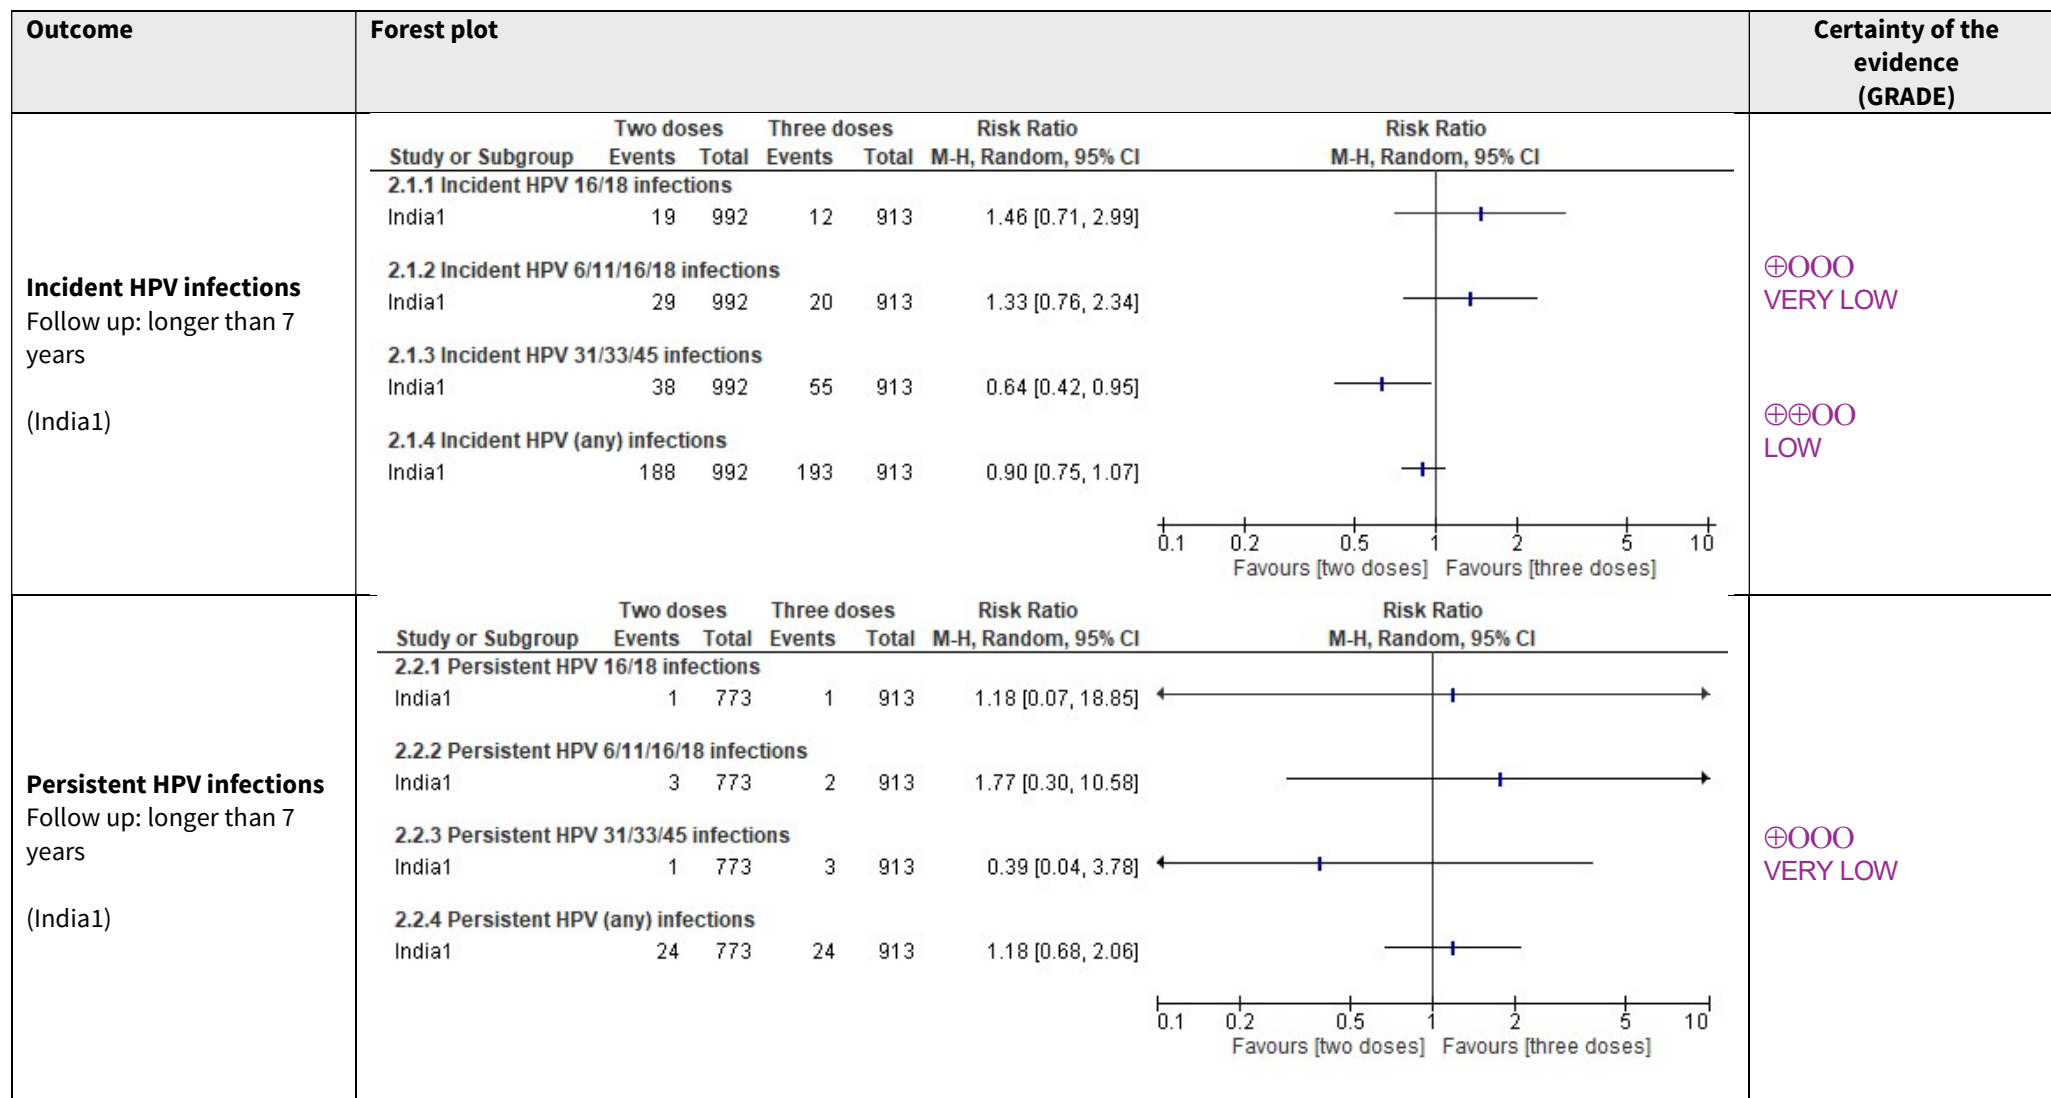 Outcome
Forest plot
Certainty of the
evidence
(GRADE)
Incident HPV infections
Follow up: longer than 7
years
(India1)
Two doses Three doses Risk Ratio Risk Ratio
Study or Subgroup Events Total Events Total M-H, Random, 95% CI M-H, Random, 95% CI
2.1.1 Incident HPV 16/18 infections
India1 19 992 12 913 1.46 [0.71, 2.99]
2.1.2 Incident HPV 6/11/16/18 infections
India1 29 992 20 913 1.33 [0.76, 2.34]
2.1.3 Incident HPV 31/33/45 infections
India1 38 992 55 913 0.64 [0.42, 0.95]
2.1.4 Incident HPV (any) infections
India1 188 992 193 913 0.90 [0.75, 1.07]
0.1 0.2 0.5 1 2 5 10
Favours [two doses] Favours [three doses]
⊕OOO
VERY LOW
⊕⊕OO
LOW
Persistent HPV infections
Follow up: longer than 7
years
(India1)
Two doses Three doses Risk Ratio Risk Ratio
Study or Subgroup Events Total Events Total M-H, Random, 95% CI M-H, Random, 95% CI
2.2.1 Persistent HPV 16/18 infections
India1 1 773 1 913 1.18 [0.07, 18.85]
2.2.2 Persistent HPV 6/11/16/18 infections
India1 3 773 2 913 1.77 [0.30, 10.58]
2.2.3 Persistent HPV 31/33/45 infections
India1 1 773 3 913 0.39 [0.04, 3.78]
2.2.4 Persistent HPV (any) infections
India1 24 773 24 913 1.18 [0.68, 2.06]
0.1 0.2 0.5 1 2 5 10
Favours [two doses] Favours [three doses]
⊕OOO
VERY LOW